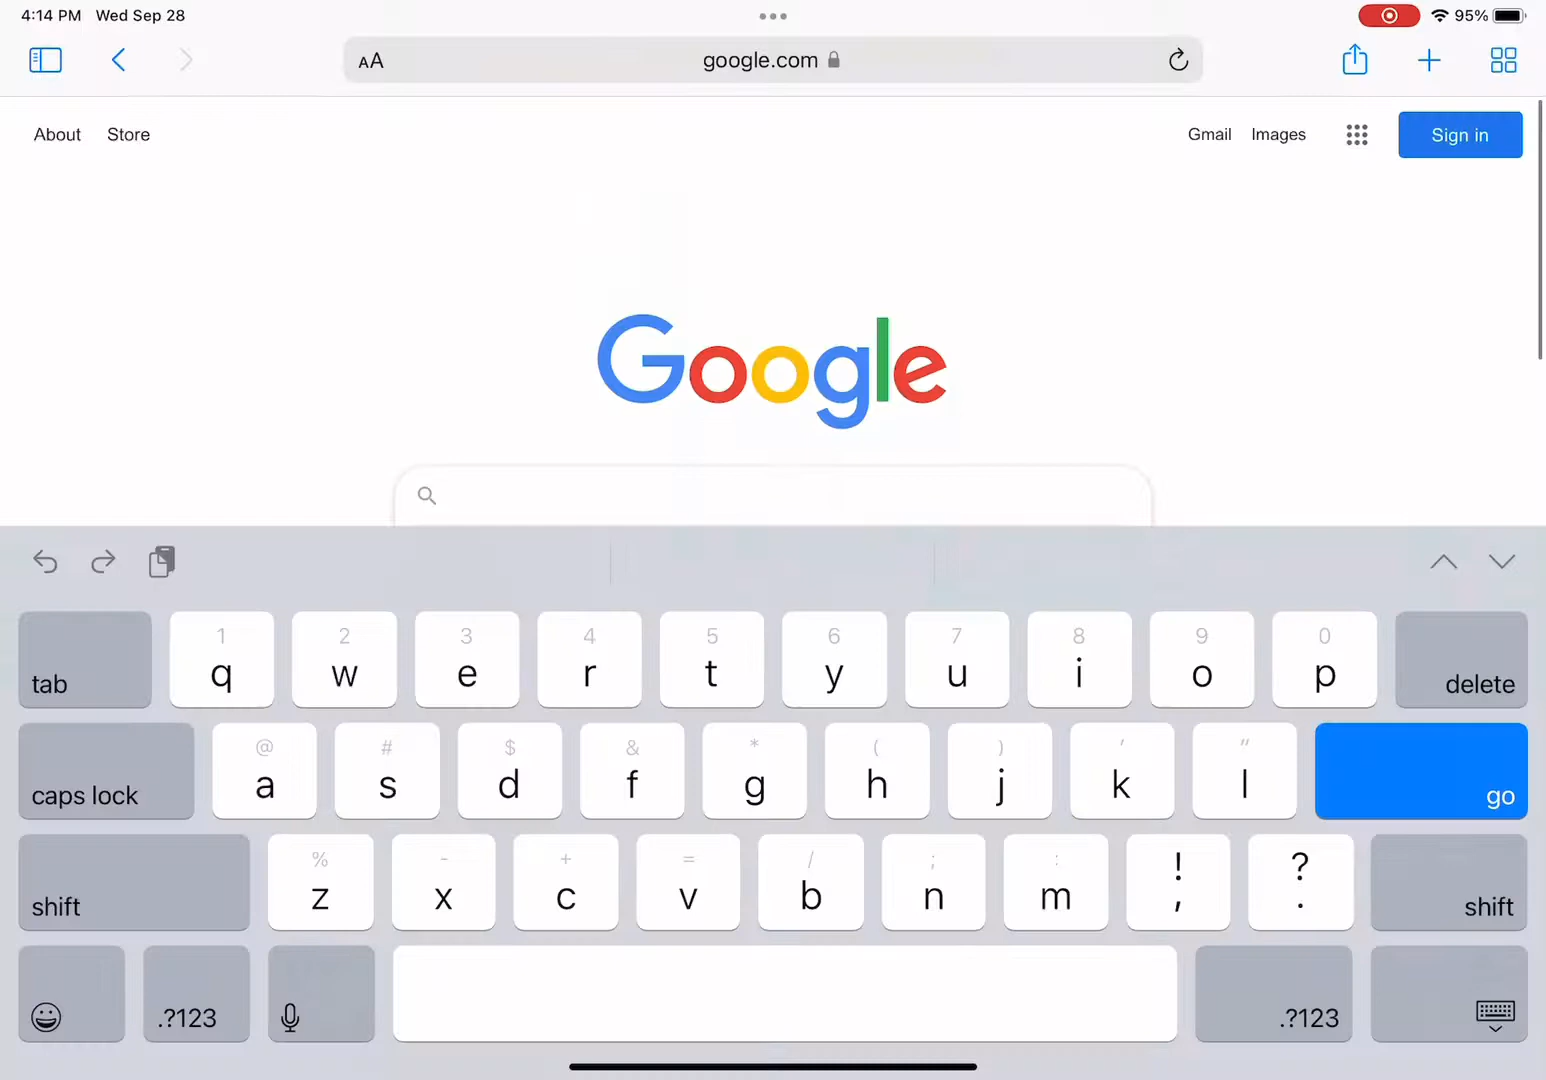 4:14 PM Wed Sep 28
95%
AA
google.com
About Store
Gmail Images
Sign in
Google
1 2 3 4 5 6 7 8 9 0
tab q w e r t y u i o p delete
@ # $ & * ( ) ' "
caps lock a s d f g h j k l go
% - + = / ; : ! ?
shift z x c v b n m , . shift
.?123 .?123